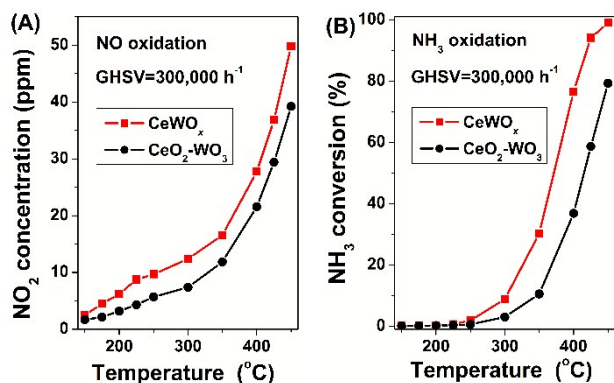 (A)
NO oxidation
GHSV=300,000 h⁻¹
CeWOₓ
CeO₂-WO₃
NO₂ concentration (ppm)
50
40
30
20
10
0
200
300
400
Temperature (°C)
(B)
NH₃ oxidation
GHSV=300,000 h⁻¹
CeWOₓ
CeO₂-WO₃
NH₃ conversion (%)
100
80
60
40
20
0
200
300
400
Temperature (°C)